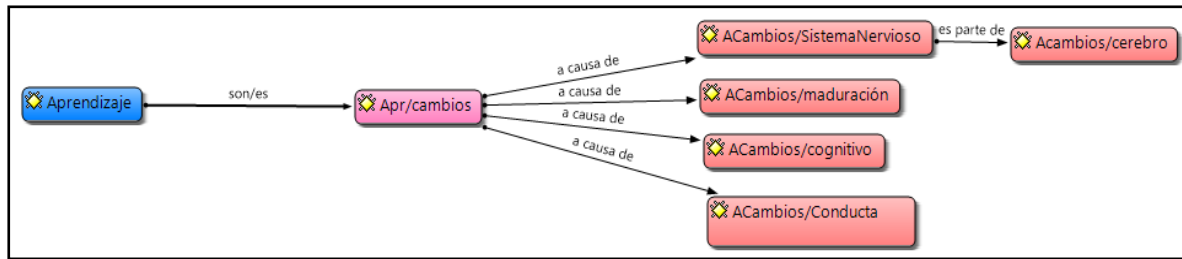 ACambios/SistemaNervioso
es parte de
Acambios/cerebro
a causa de
Aprendizaje
son/es
Apr/cambios
a causa de
ACambios/maduración
a causa de
ACambios/cognitivo
a causa de
ACambios/Conducta